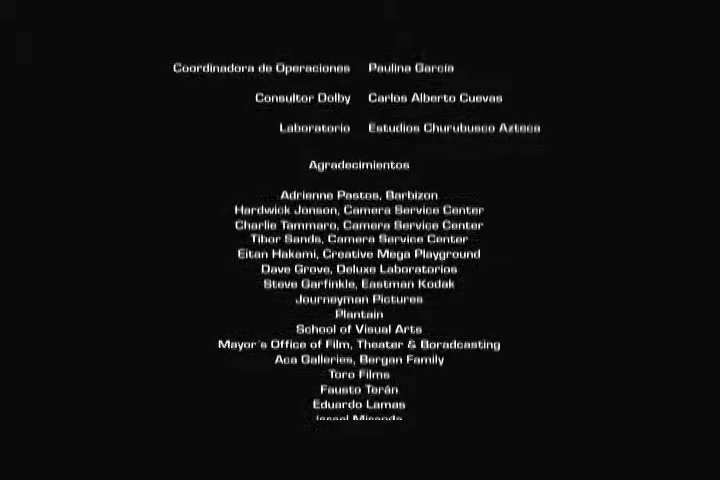 Coordinadora de Operaciones Paulina García
Consultor Dolby Carlos Alberto Cuevas
Laboratorio Estudios Churubusco Azteca
Agradecimientos
Adrienne Pastos, Barbizon
Hardwick Jonson, Camera Service Center
Charlie Tammaro, Camera Service Center
Tibor Sands, Camera Service Center
Eitan Hakami, Creative Mega Playground
Dave Grove, Deluxe Laboratorios
Steve Garfinkle, Eastman Kodak
Journeyman Pictures
Plantain
School of Visual Arts
Mayor´s Office of Film, Theater & Boradcasting
Aca Galleries, Bergan Family
Toro Films
Fausto Terán
Eduardo Lamas